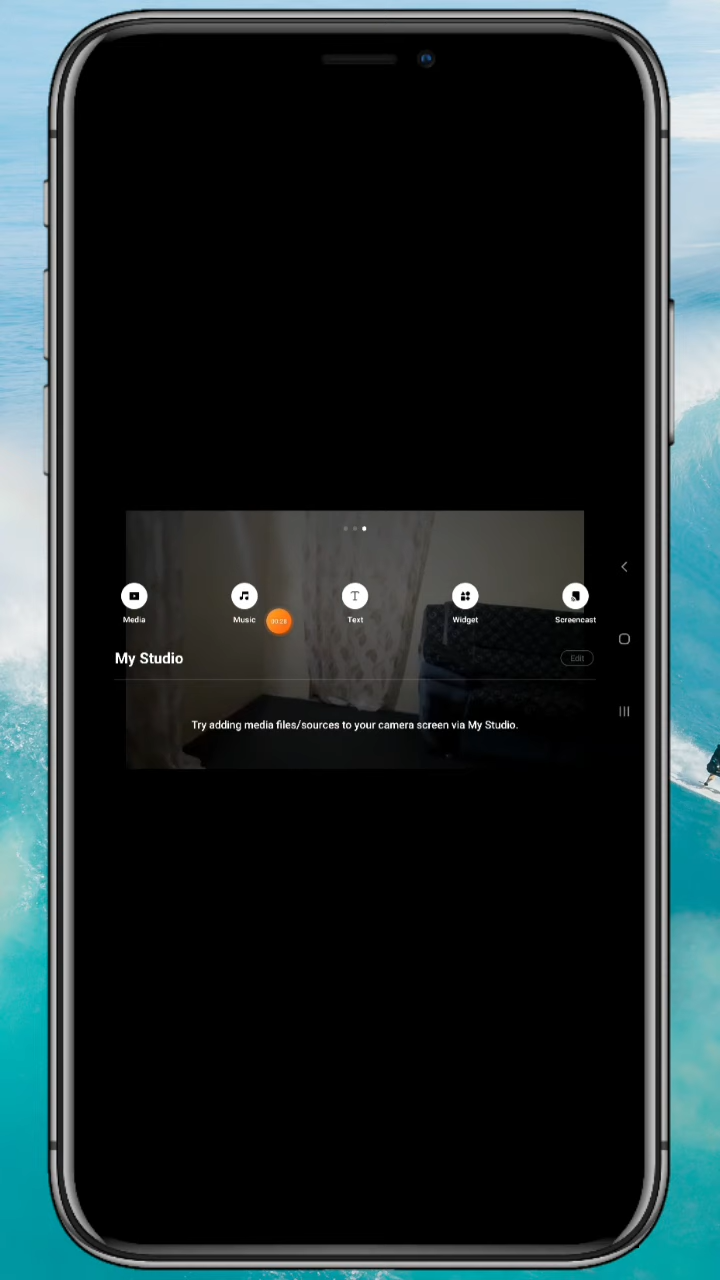 Media
Music
Text
Widget
Screencast
My Studio
Edit
Try adding media files/sources to your camera screen via My Studio.